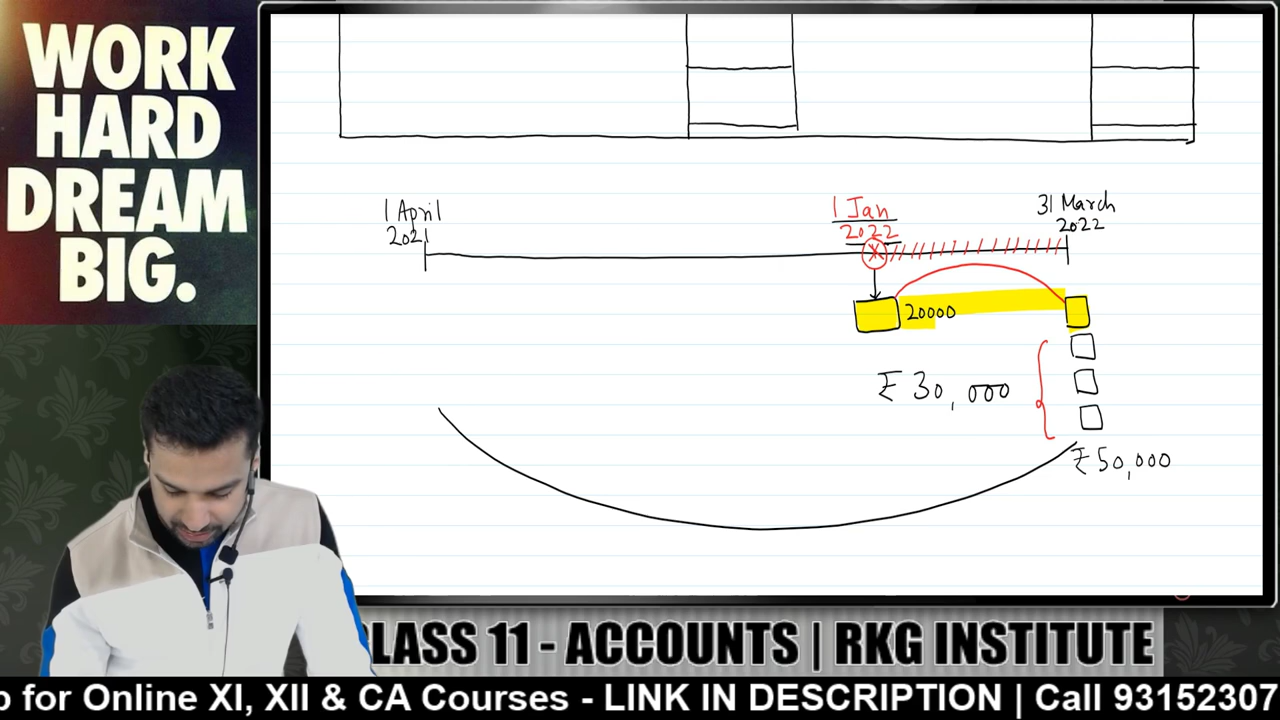 WORK
HARD
DREAM
BIG.
1 April
2021
1 Jan
2022
31 March
2022
20000
₹ 30,000
₹ 50,000
CLASS 11 - ACCOUNTS | RKG INSTITUTE
p for Online XI, XII & CA Courses - LINK IN DESCRIPTION | Call 93152307